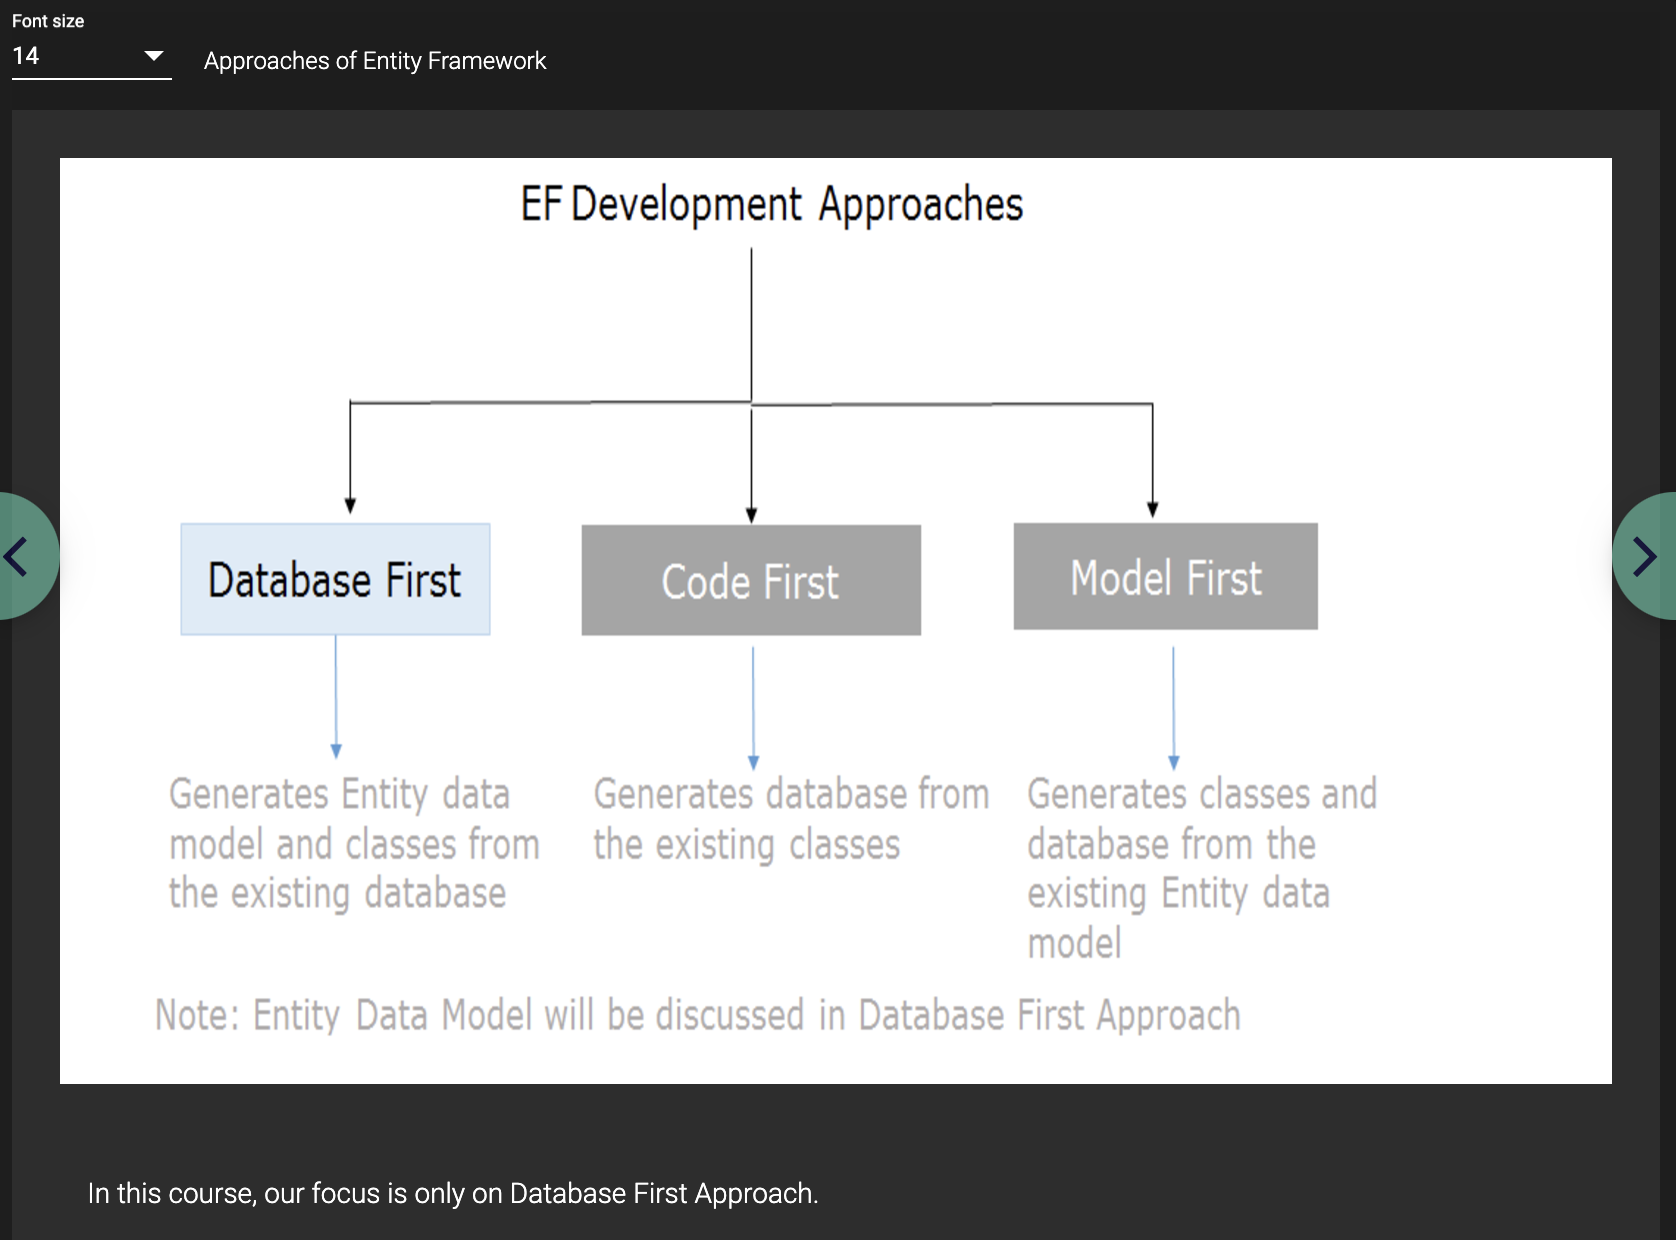 Font size
14
Approaches of Entity Framework
EF Development Approaches
Database First
Code First
Model First
Generates Entity data
model and classes from
the existing database
Generates database from
the existing classes
Generates classes and
database from the
existing Entity data
model
Note: Entity Data Model will be discussed in Database First Approach
In this course, our focus is only on Database First Approach.